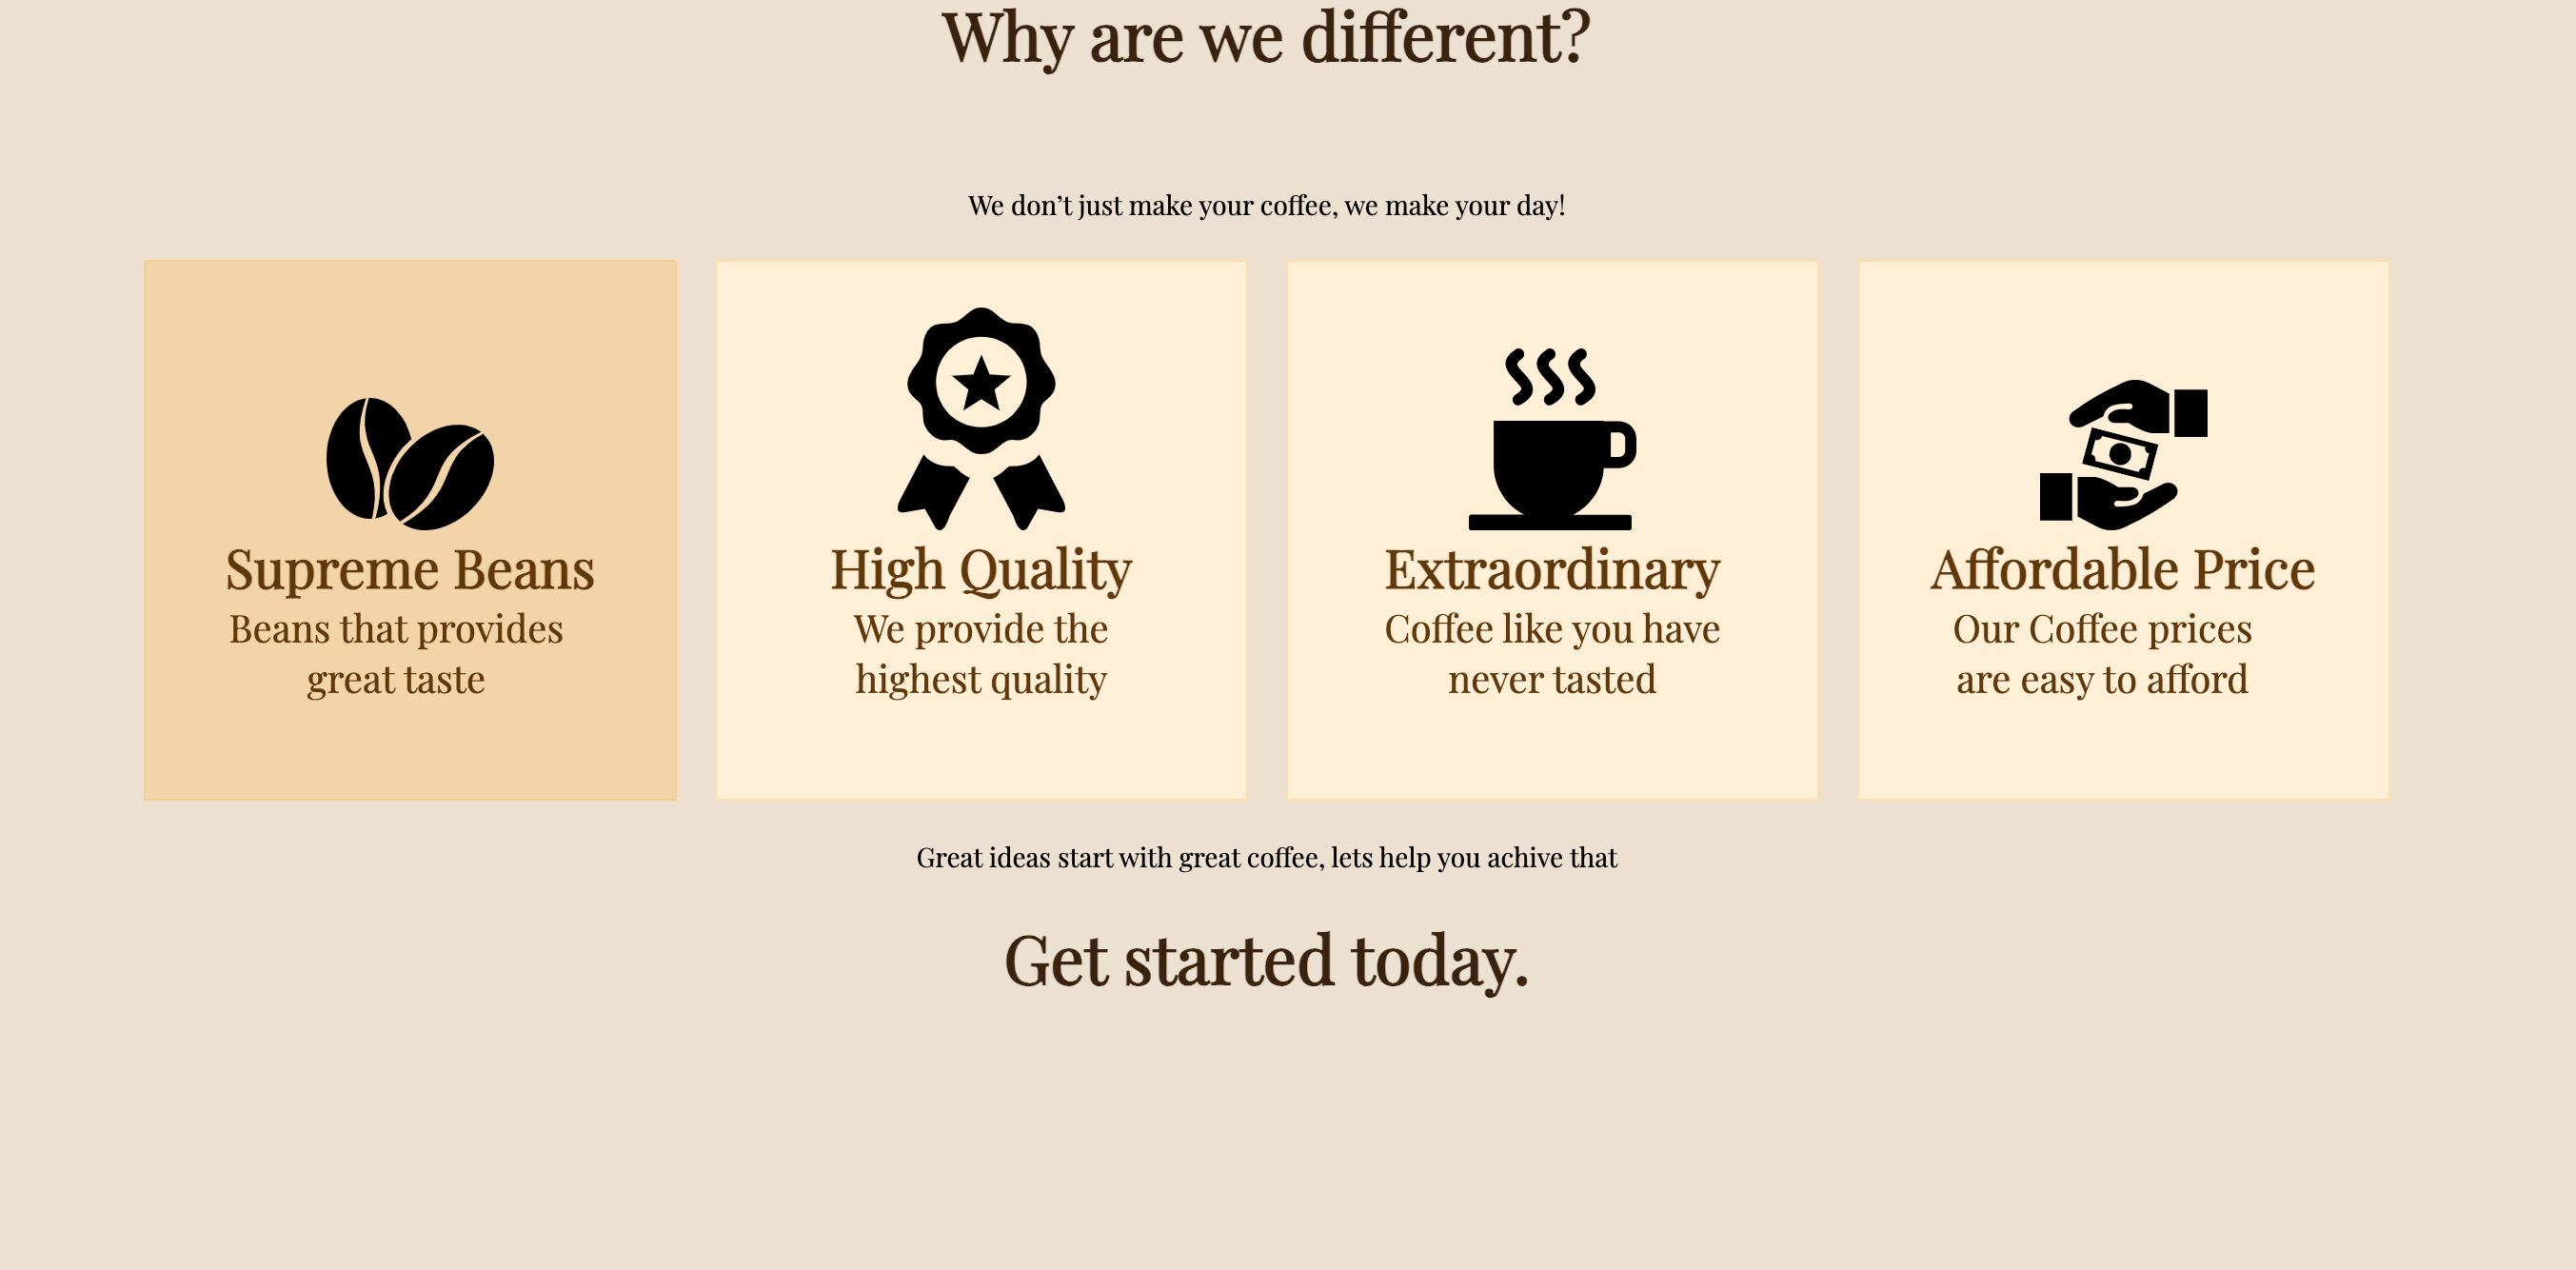 Why are we different?
We don’t just make your coffee, we make your day!
Supreme Beans
Beans that provides
great taste
High Quality
We provide the
highest quality
Extraordinary
Coffee like you have
never tasted
Affordable Price
Our Coffee prices
are easy to afford
Great ideas start with great coffee, lets help you achive that
Get started today.